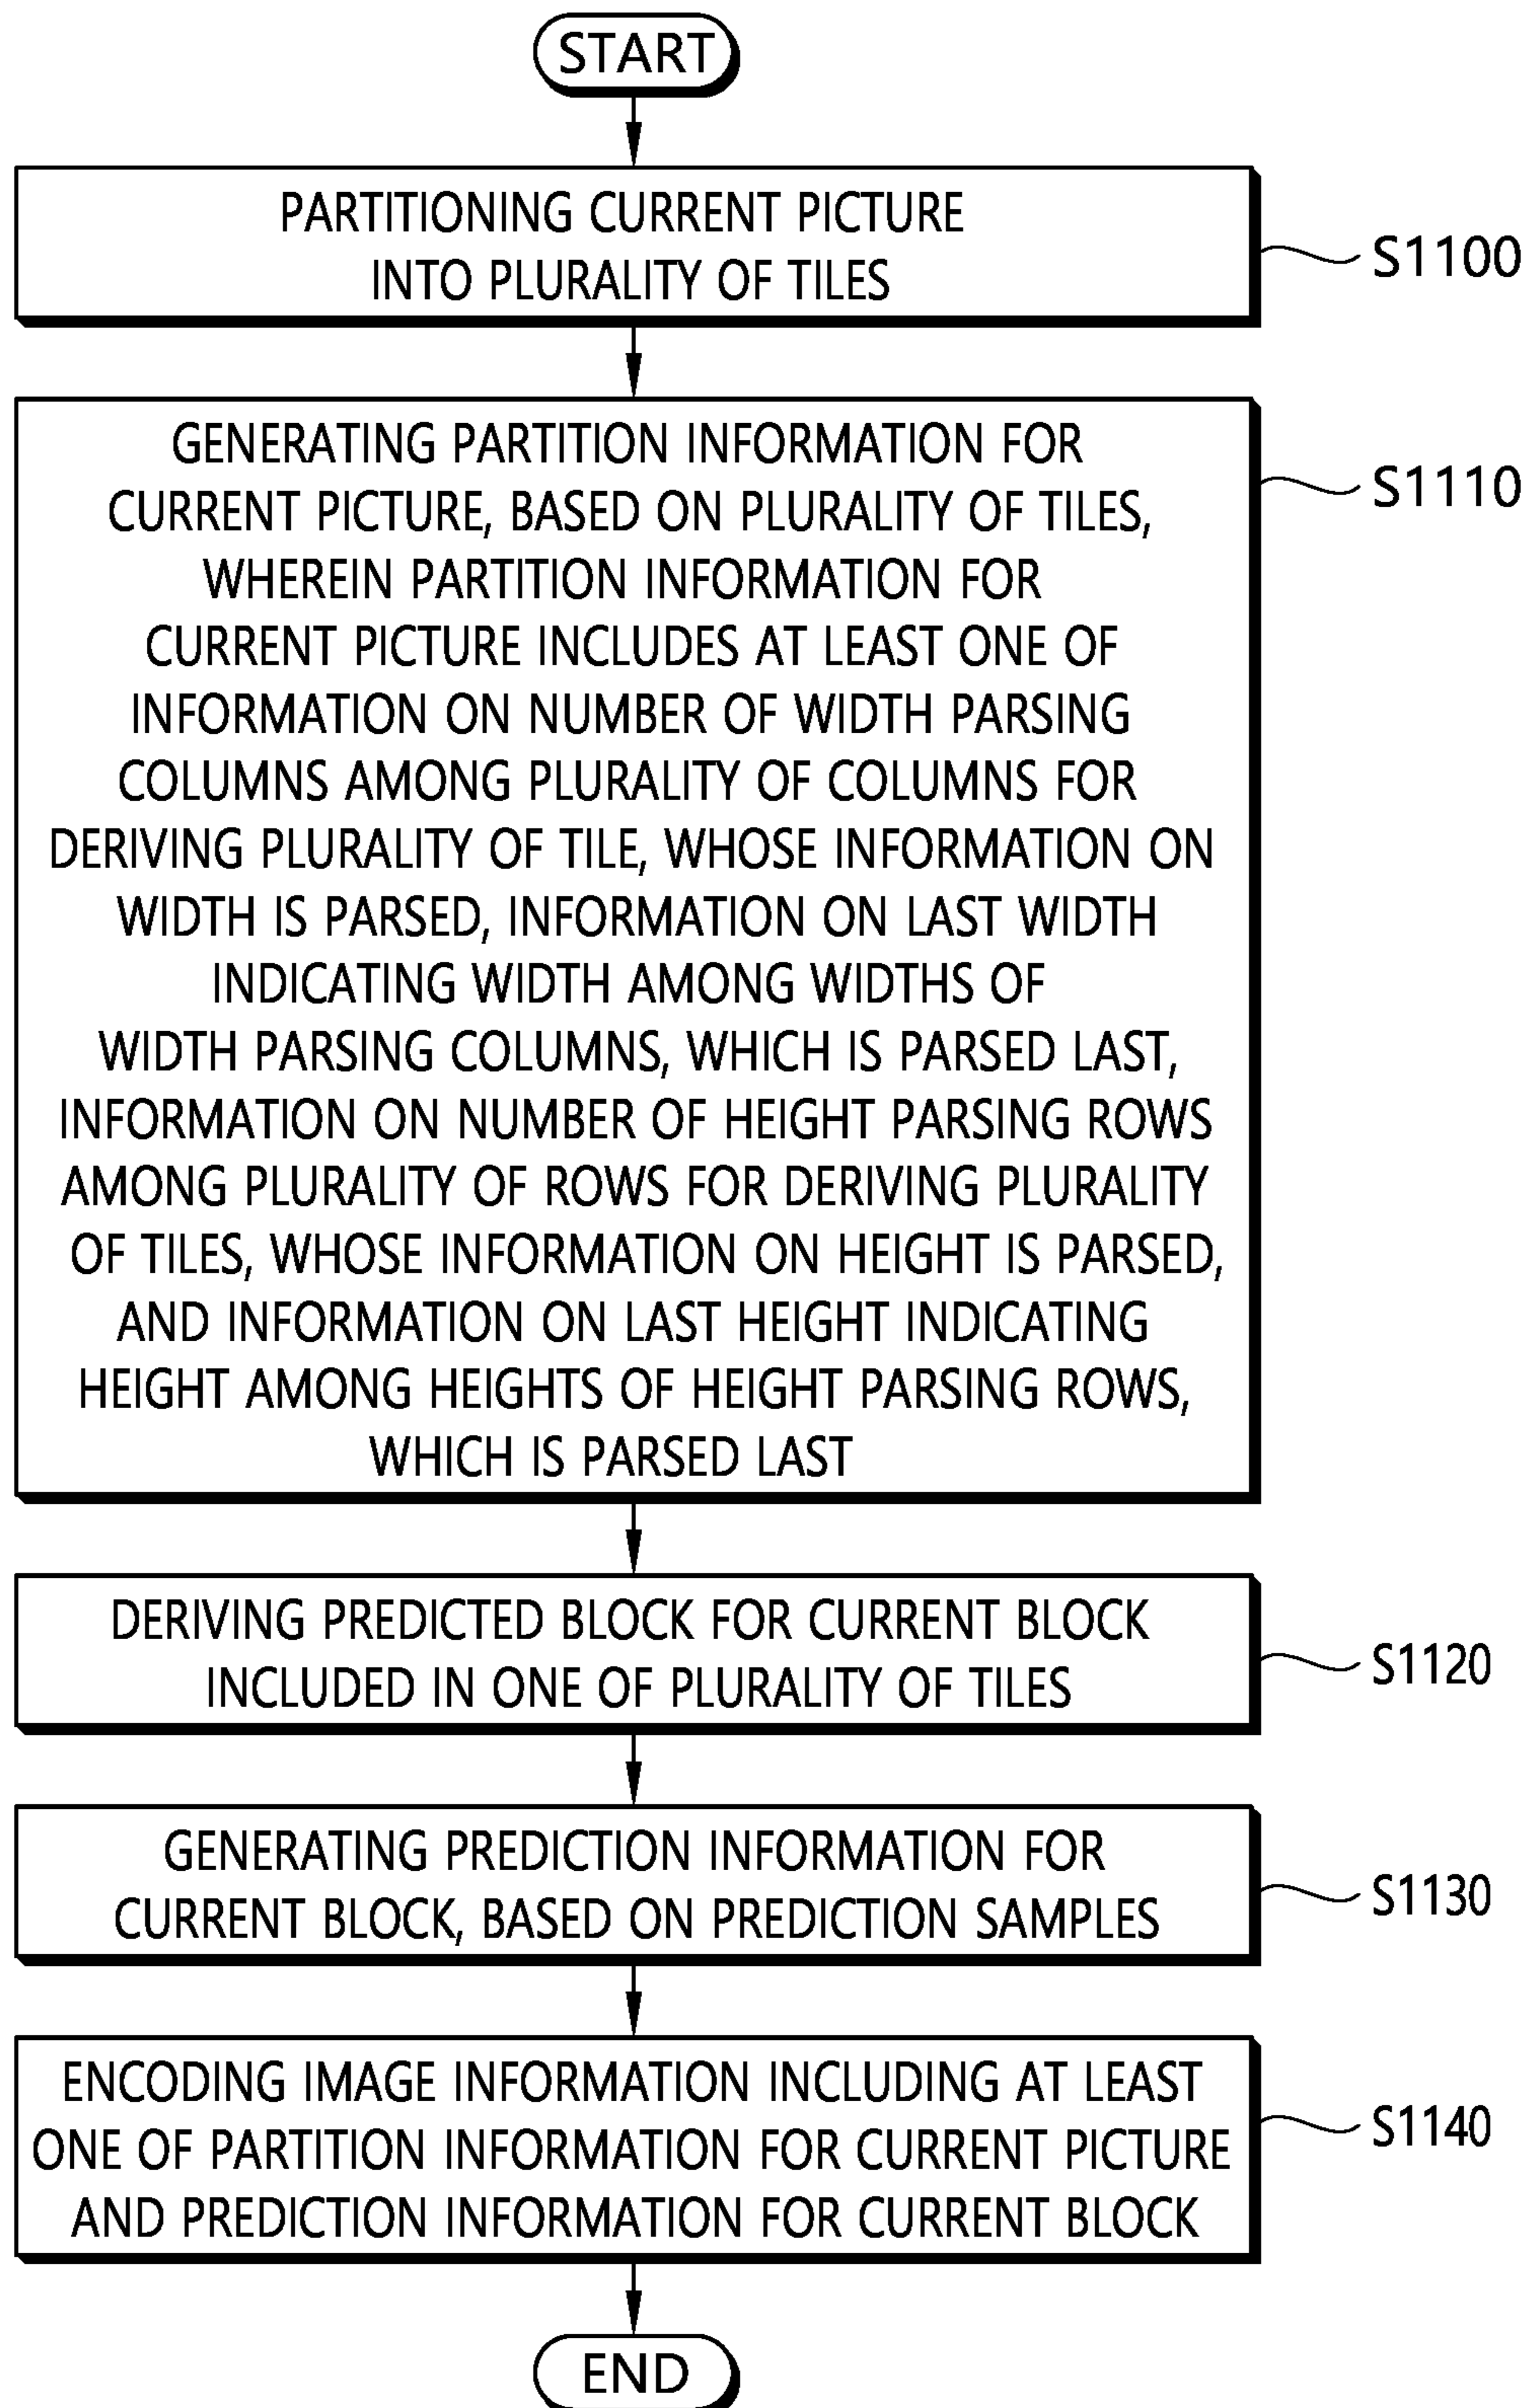 START
PARTITIONING CURRENT PICTURE
INTO PLURALITY OF TILES
S1100
GENERATING PARTITION INFORMATION FOR
CURRENT PICTURE, BASED ON PLURALITY OF TILES,
WHEREIN PARTITION INFORMATION FOR
CURRENT PICTURE INCLUDES AT LEAST ONE OF
INFORMATION ON NUMBER OF WIDTH PARSING
COLUMNS AMONG PLURALITY OF COLUMNS FOR
DERIVING PLURALITY OF TILE, WHOSE INFORMATION ON
WIDTH IS PARSED, INFORMATION ON LAST WIDTH
INDICATING WIDTH AMONG WIDTHS OF
WIDTH PARSING COLUMNS, WHICH IS PARSED LAST,
INFORMATION ON NUMBER OF HEIGHT PARSING ROWS
AMONG PLURALITY OF ROWS FOR DERIVING PLURALITY
OF TILES, WHOSE INFORMATION ON HEIGHT IS PARSED,
AND INFORMATION ON LAST HEIGHT INDICATING
HEIGHT AMONG HEIGHTS OF HEIGHT PARSING ROWS,
WHICH IS PARSED LAST
S1110
DERIVING PREDICTED BLOCK FOR CURRENT BLOCK
INCLUDED IN ONE OF PLURALITY OF TILES
S1120
GENERATING PREDICTION INFORMATION FOR
CURRENT BLOCK, BASED ON PREDICTION SAMPLES
S1130
ENCODING IMAGE INFORMATION INCLUDING AT LEAST
ONE OF PARTITION INFORMATION FOR CURRENT PICTURE
AND PREDICTION INFORMATION FOR CURRENT BLOCK
S1140
END